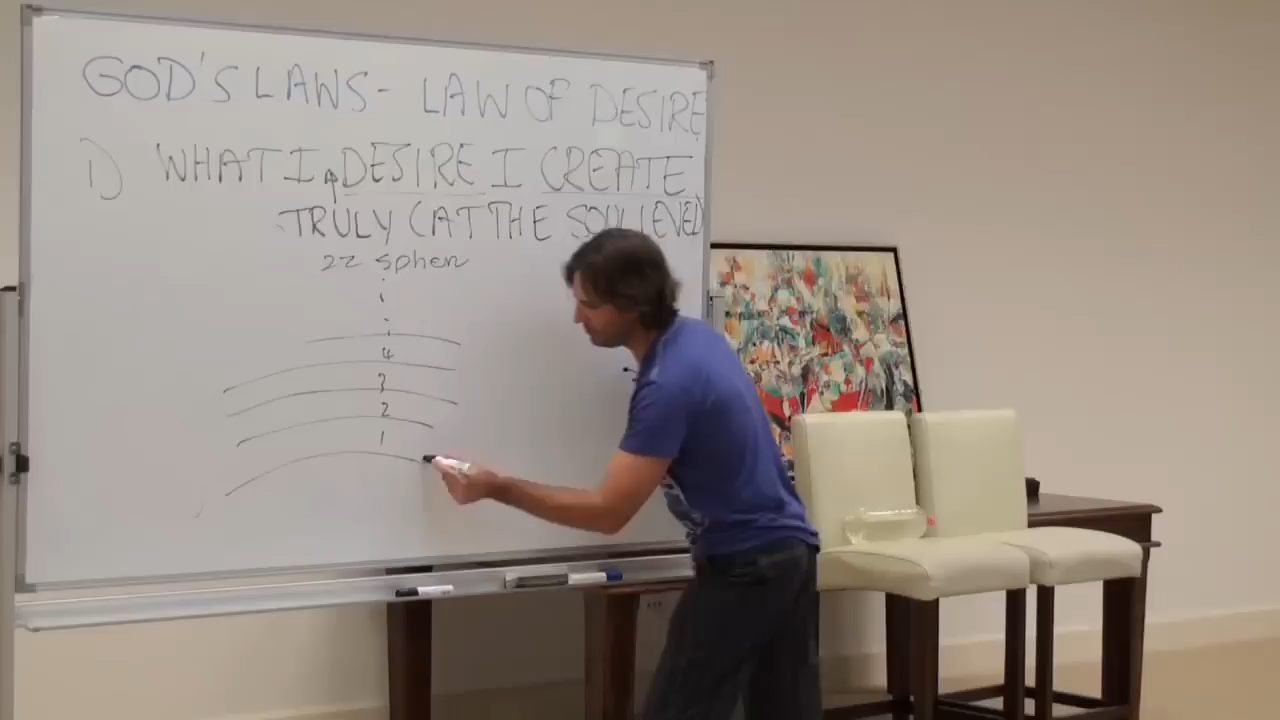 GOD'S LAWS - LAW OF DESIRE
1) WHAT I DESIRE I CREATE
TRULY (AT THE SOUL LEVEL)
22 sphere
4
3
2
1